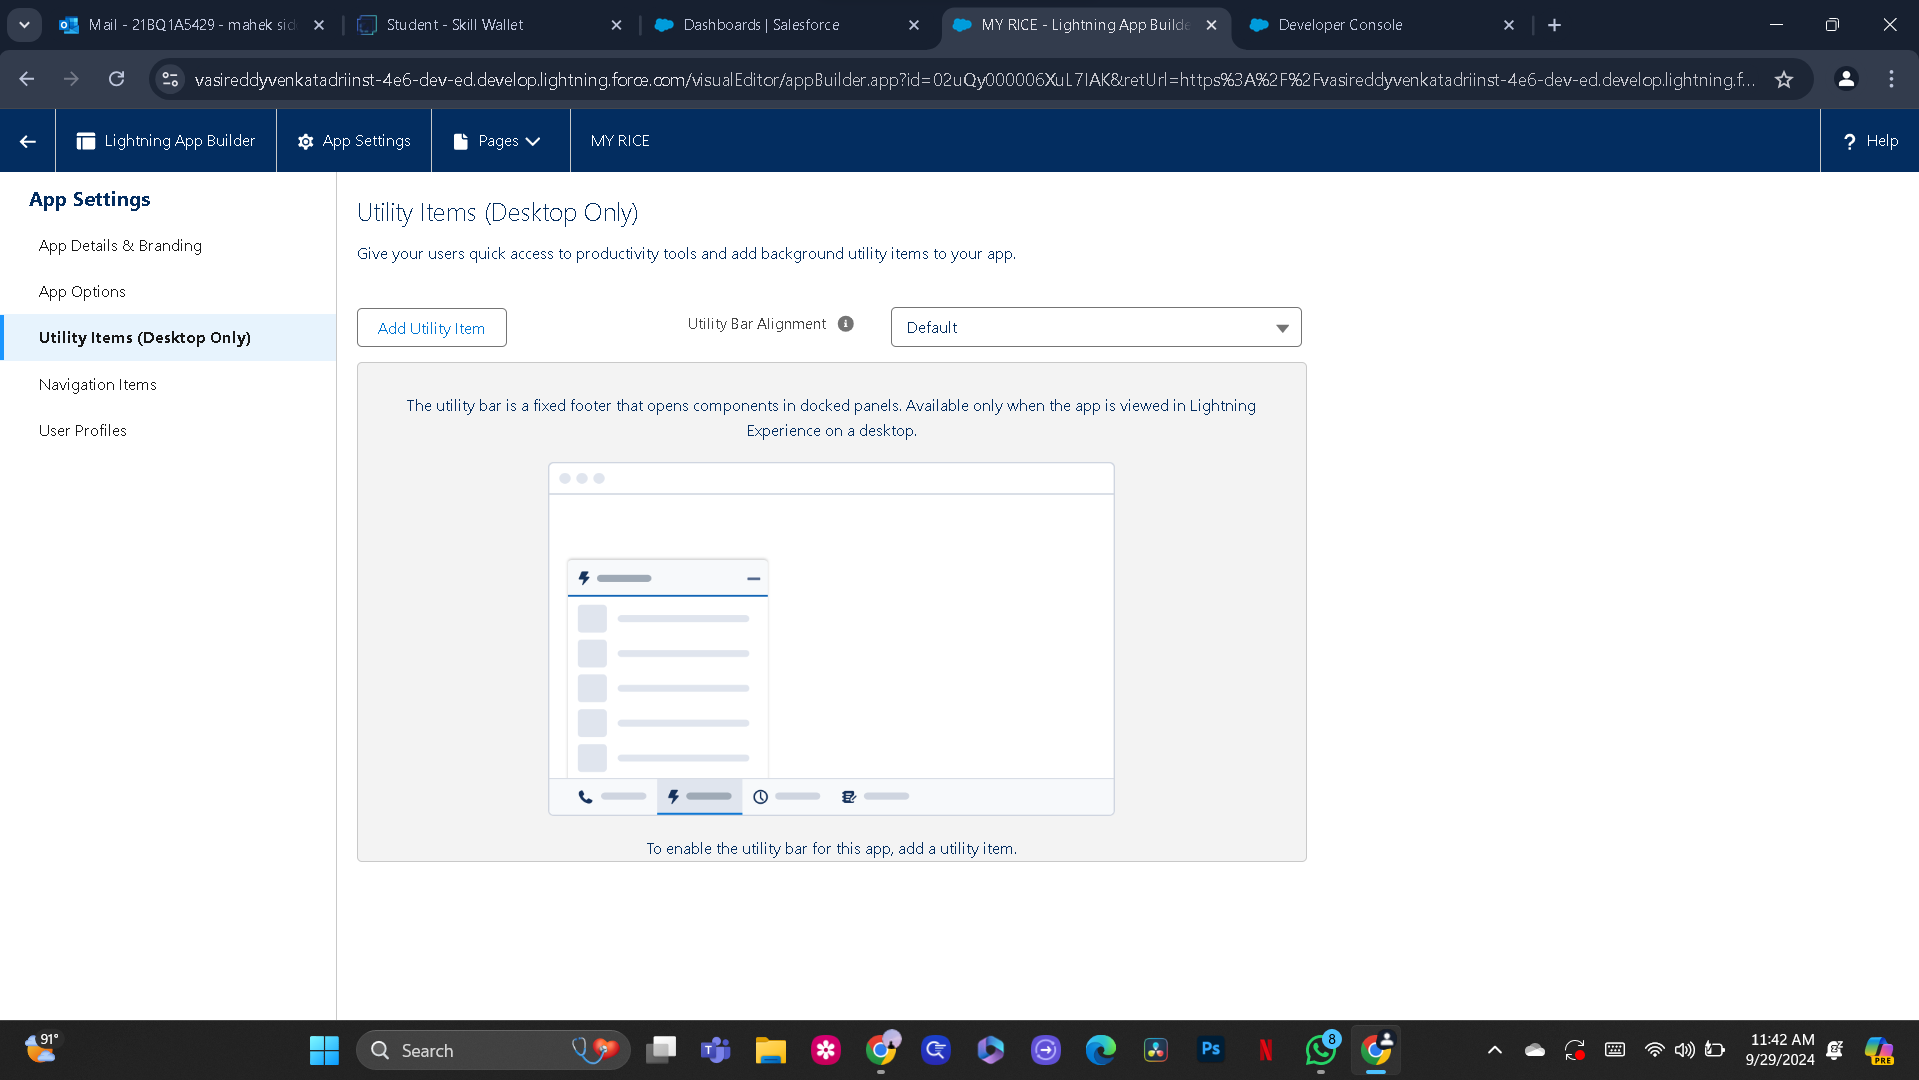 Mail - 21BQ1A5429 - mahek sid
Student - Skill Wallet
Dashboards | Salesforce
MY RICE - Lightning App Builde
Developer Console
vasireddyvenkatadriinst-4e6-dev-ed.develop.lightning.force.com/visualEditor/appBuilder.app?id=02uQy000006XuL7IAK&retUrl=https%3A%2F%2Fvasireddyvenkatadriinst-4e6-dev-ed.develop.lightning.f...
Lightning App Builder
App Settings
Pages
MY RICE
? Help
App Settings
App Details & Branding
App Options
Utility Items (Desktop Only)
Navigation Items
User Profiles
Utility Items (Desktop Only)
Give your users quick access to productivity tools and add background utility items to your app.
Add Utility Item
Utility Bar Alignment
Default
The utility bar is a fixed footer that opens components in docked panels. Available only when the app is viewed in Lightning
Experience on a desktop.
To enable the utility bar for this app, add a utility item.
91°
Search
Ps
N
8
11:42 AM
9/29/2024
PRE